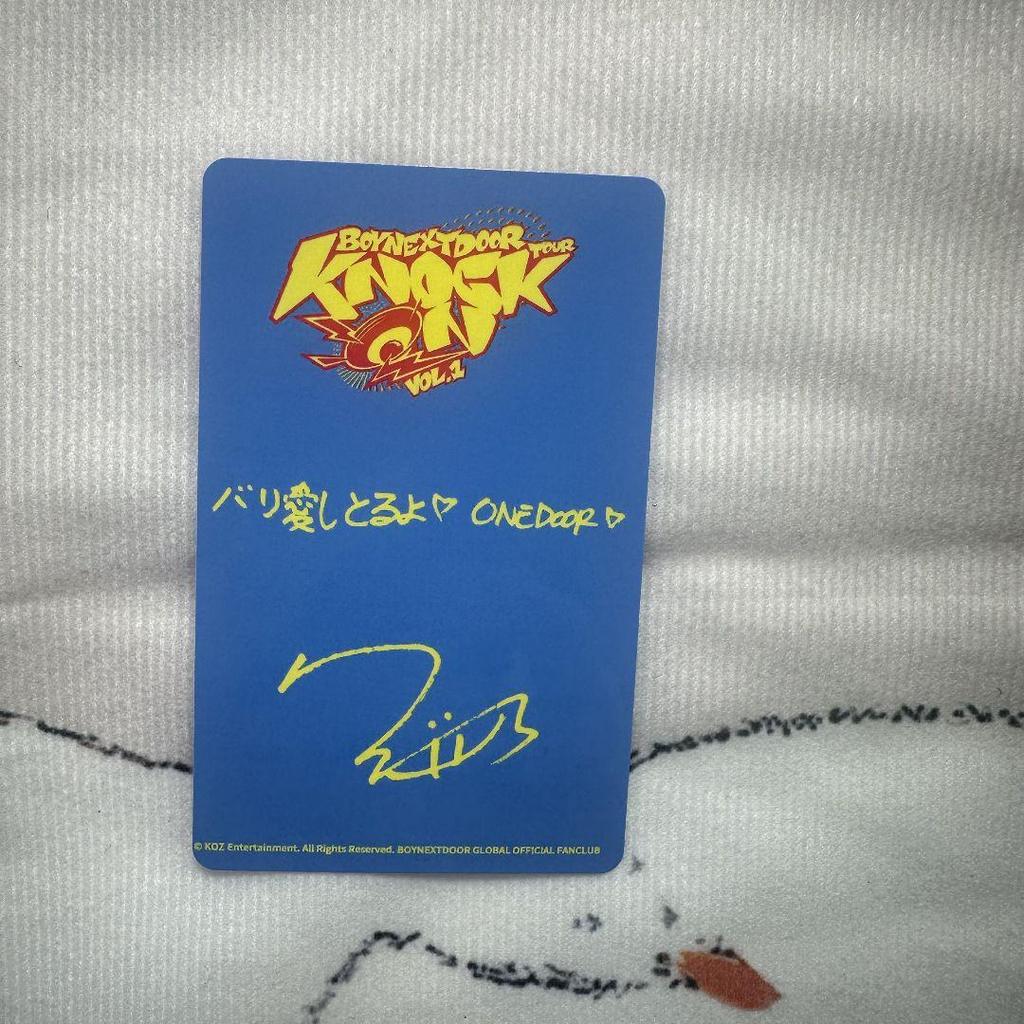 BOYNEXTDOOR TOUR
KNOCK
ON
VOL.1
バリ愛しとるよ♡ ONEDOOR♡
© KOZ Entertainment. All Rights Reserved. BOYNEXTDOOR GLOBAL OFFICIAL FANCLUB